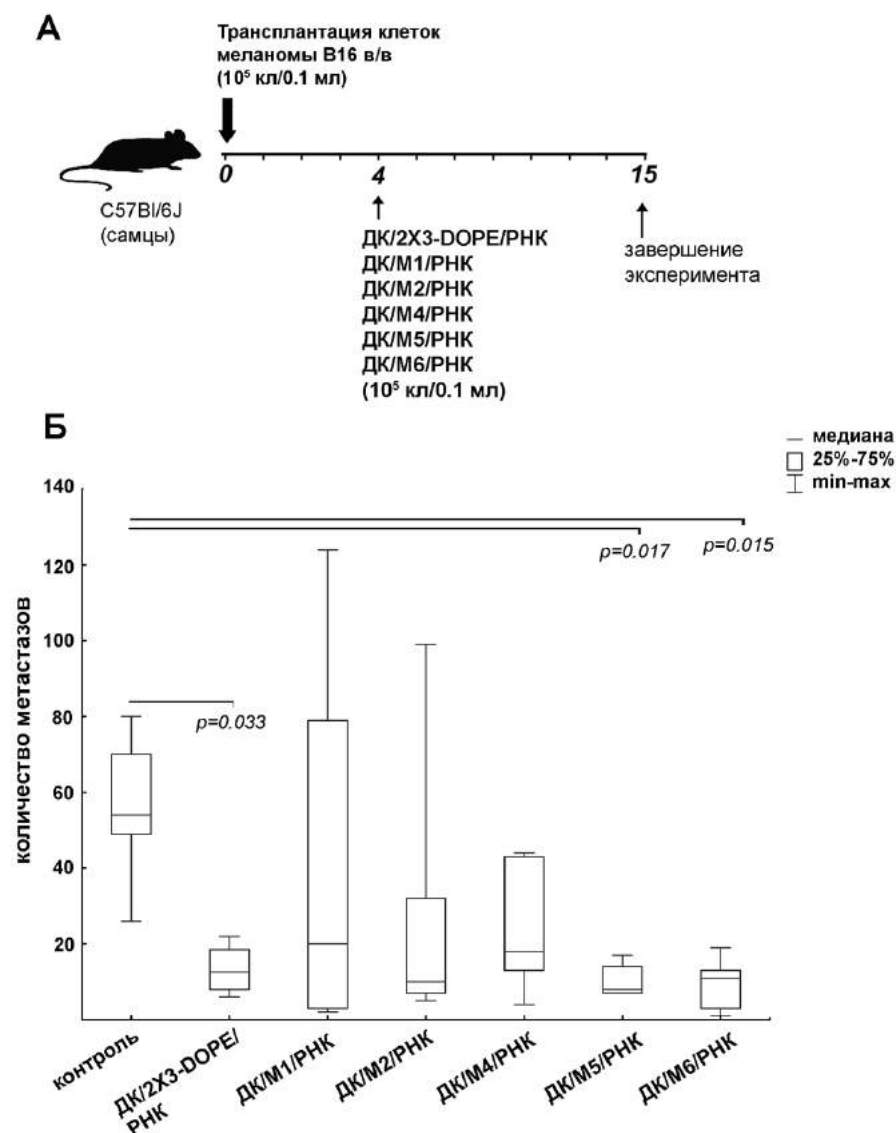 А
Трансплантация клеток
меланомы B16 в/в
(10⁵ кл/0.1 мл)
0
4
15
C57Bl/6J
(самцы)
ДК/2X3-DOPE/РНК
ДК/М1/РНК
ДК/М2/РНК
ДК/М4/РНК
ДК/М5/РНК
ДК/М6/РНК
(10⁵ кл/0.1 мл)
завершение
эксперимента
Б
медиана
25%-75%
min-max
количество метастазов
140
120
100
80
60
40
20
p=0.033
p=0.017
p=0.015
контроль
ДК/2X3-DOPE/
РНК
ДК/М1/РНК
ДК/М2/РНК
ДК/М4/РНК
ДК/М5/РНК
ДК/М6/РНК